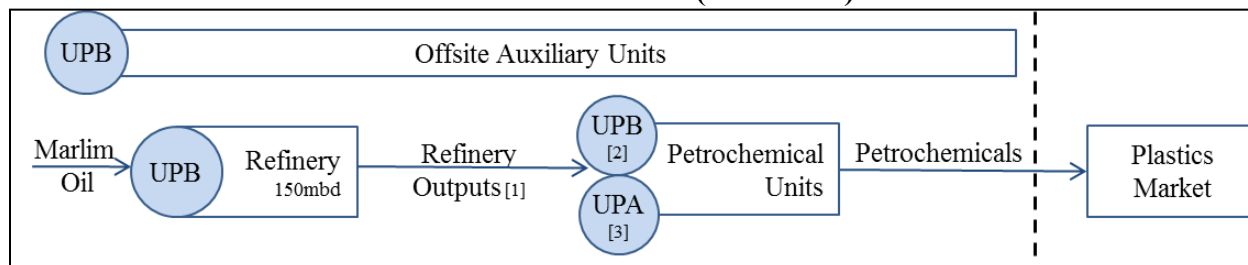 UPB
Offsite Auxiliary Units
Marlim
Oil
UPB
Refinery
150mbd
Refinery
Outputs[1]
UPB
[2]
UPA
[3]
Petrochemical
Units
Petrochemicals
Plastics
Market